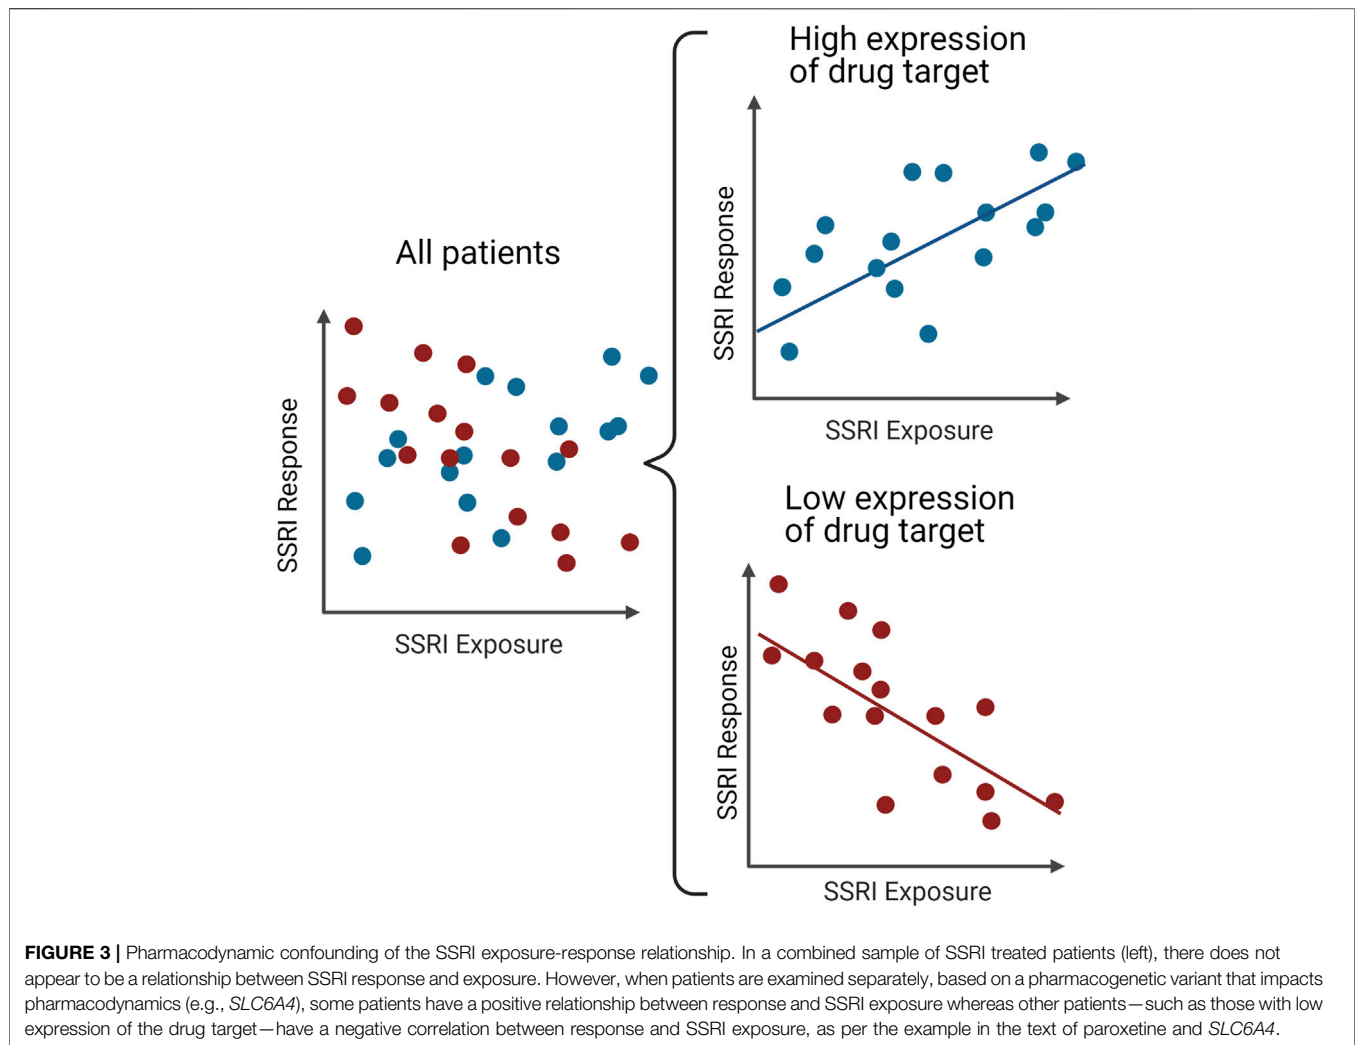 All patients
SSRI Response
SSRI Exposure
High expression
of drug target
SSRI Response
SSRI Exposure
Low expression
of drug target
SSRI Response
SSRI Exposure
FIGURE 3 | Pharmacodynamic confounding of the SSRI exposure-response relationship. In a combined sample of SSRI treated patients (left), there does not
appear to be a relationship between SSRI response and exposure. However, when patients are examined separately, based on a pharmacogenetic variant that impacts
pharmacodynamics (e.g., SLC6A4), some patients have a positive relationship between response and SSRI exposure whereas other patients—such as those with low
expression of the drug target—have a negative correlation between response and SSRI exposure, as per the example in the text of paroxetine and SLC6A4.